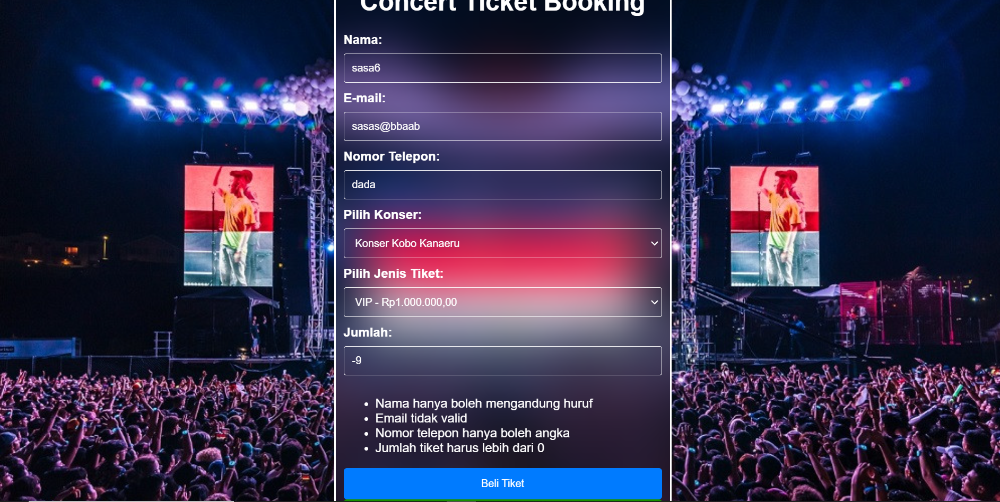 Concert Ticket Booking
Nama:
sasa6
E-mail:
sasas@bbaab
Nomor Telepon:
dada
Pilih Konser:
Konser Kobo Kanaeru
Pilih Jenis Tiket:
VIP - Rp1.000.000,00
Jumlah:
-9
Nama hanya boleh mengandung huruf
Email tidak valid
Nomor telepon hanya boleh angka
Jumlah tiket harus lebih dari 0
Beli Tiket